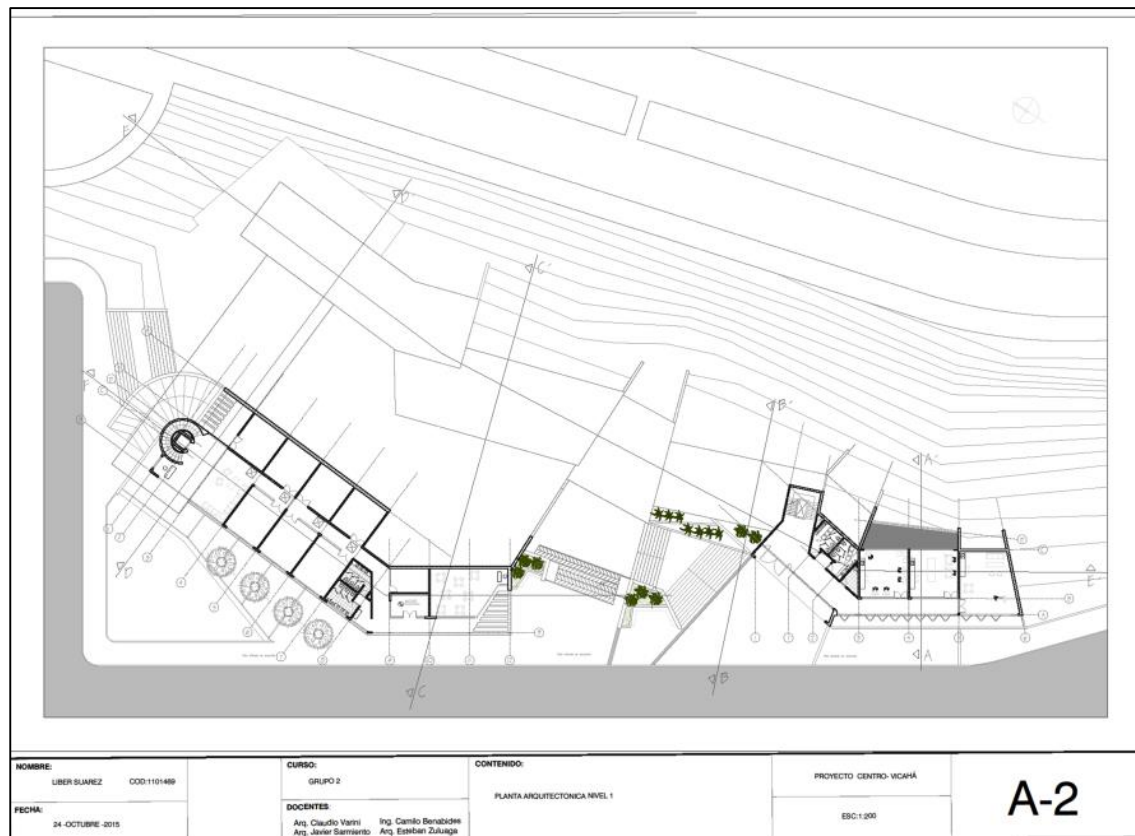 F'
D'
C'
B'
A'
F
D
E'
C
B
A
NOMBRE:
LIBER SUAREZ COD:1101469
FECHA:
24 -OCTUBRE -2015
CURSO:
GRUPO 2
DOCENTES:
Arq. Claudio Varini Ing. Camilo Benabides
Arq. Javier Sarmiento Arq. Esteban Zuluaga
CONTENIDO:
PLANTA ARQUITECTONICA NIVEL 1
PROYECTO CENTRO- VICAHÁ
ESC:1:200
A-2